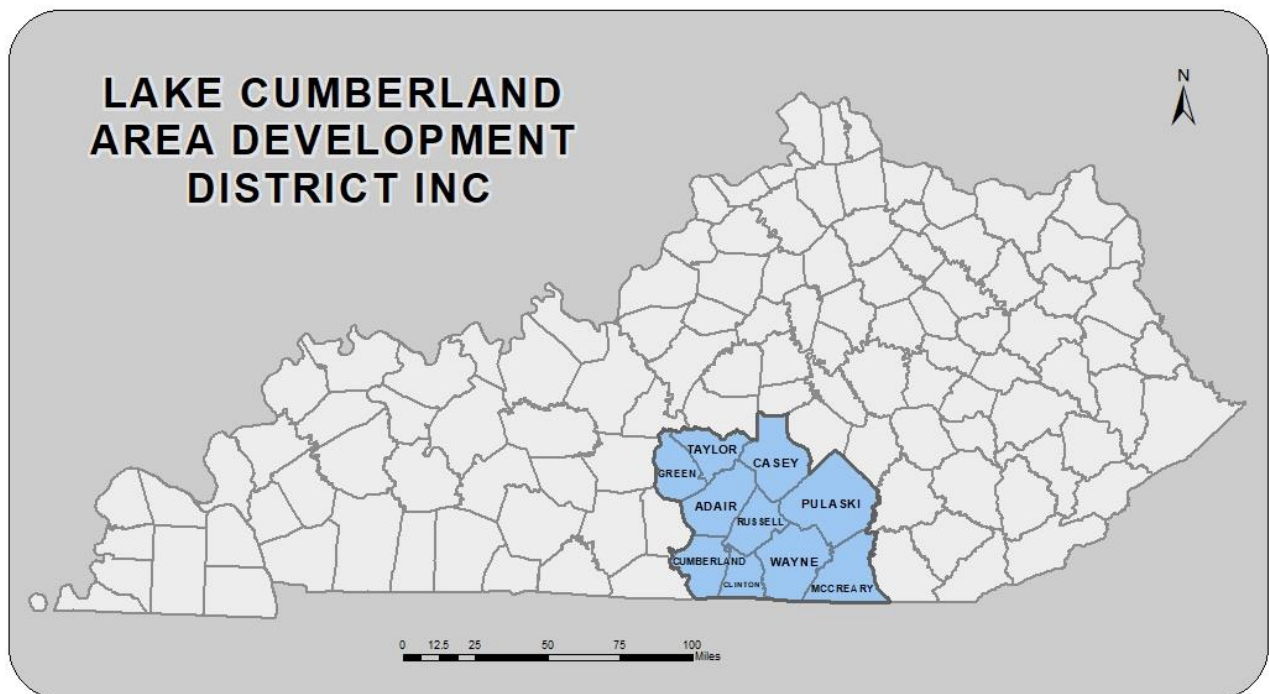 LAKE CUMBERLAND
AREA DEVELOPMENT
DISTRICT INC
N
TAYLOR
CASEY
GREEN
PULASKI
ADAIR
RUSSELL
CUMBERLAND
WAYNE
CLINTON
MCCREARY
0 12.5 25 50 75 100
Miles